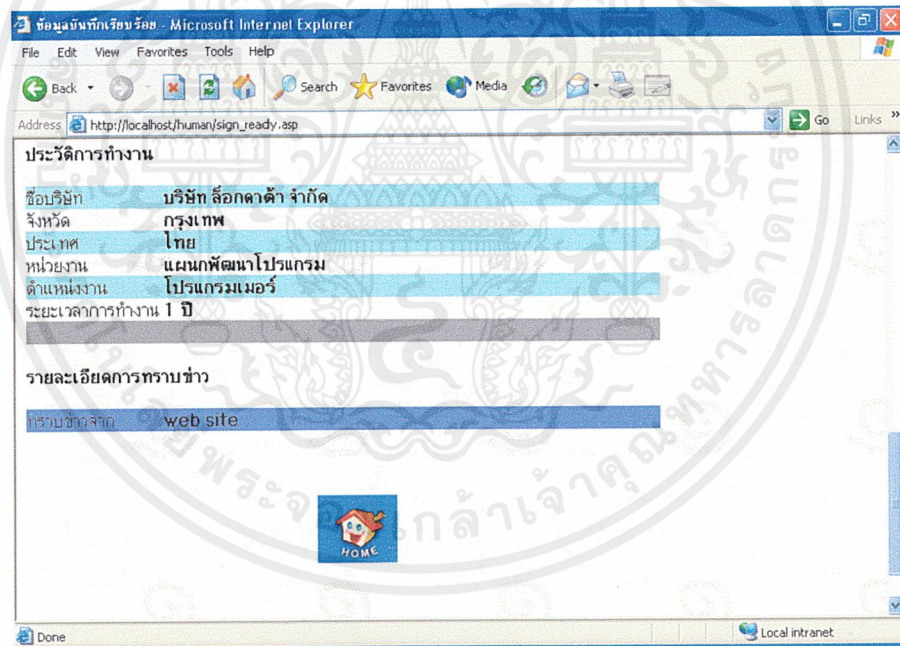 ข้อมูลบันทึกเรียบร้อย - Microsoft Internet Explorer
File Edit View Favorites Tools Help
Back Search Favorites Media
Address http://localhost/human/sign_ready.asp Go Links »
ประวัติการทำงาน
ชื่อบริษัท บริษัท ล็อกดาต้า จำกัด
จังหวัด กรุงเทพ
ประเทศ ไทย
หน่วยงาน แผนกพัฒนาโปรแกรม
ตำแหน่งงาน โปรแกรมเมอร์
ระยะเวลาการทำงาน 1 ปี
รายละเอียดการทราบข่าว
ทราบข่าวจาก web site
HOME
Done Local intranet